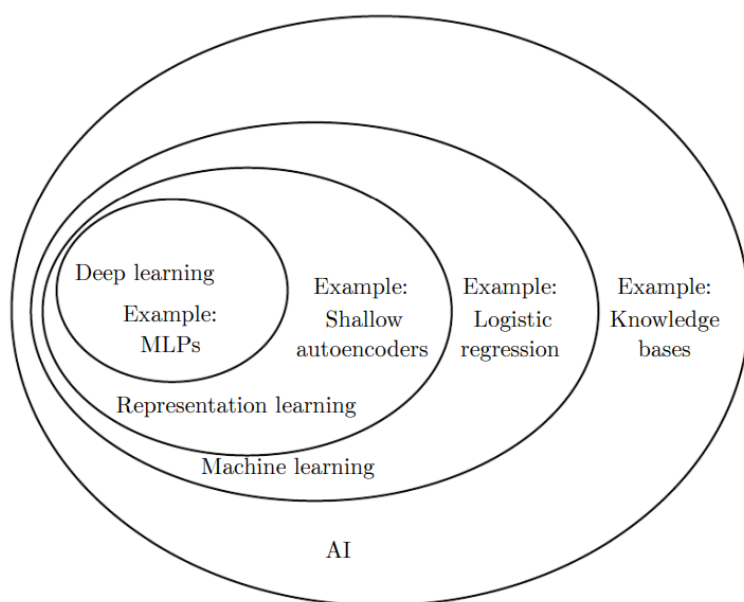 Deep learning
Example:
MLPs
Example:
Shallow
autoencoders
Example:
Logistic
regression
Example:
Knowledge
bases
Representation learning
Machine learning
AI